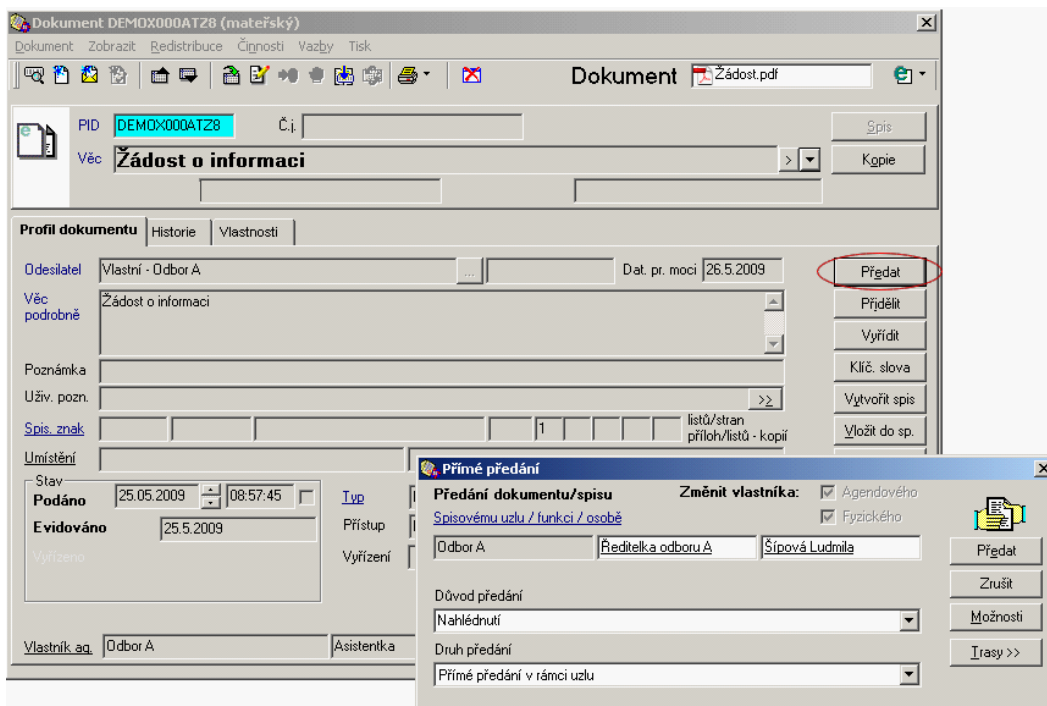 Dokument DEMOX000ATZ8 (mateřský)
Dokument Zobrazit Redistribuce Činnosti Vazby Tisk
Dokument Žádost.pdf
PID DEMOX000ATZ8 Č.j.
Spis
Věc Žádost o informaci > Kopie
Profil dokumentu Historie Vlastnosti
Odesilatel Vlastní - Odbor A ... Dat. pr. moci 26.5.2009 Předat
Věc podrobně Žádost o informaci Přidělit
Vyřídit
Poznámka Klíč. slova
Uživ. pozn. >> Vytvořit spis
Spis. znak 1 listů/stran
příloh/listů - kopií Vložit do sp.
Umístění
Stav
Podáno 25.05.2009 08:57:45 Typ
Evidováno 25.5.2009 Přístup
Vyřízeno Vyřízení
Vlastník ag. Odbor A Asistentka
Přímé předání
Předání dokumentu/spisu Změnit vlastníka: Agendového
Spisovému uzlu / funkci / osobě Fyzického
Odbor A Ředitelka odboru A Šípová Ludmila Předat
Zrušit
Důvod předání
Nahlédnutí Možnosti
Druh předání Trasy >>
Přímé předání v rámci uzlu